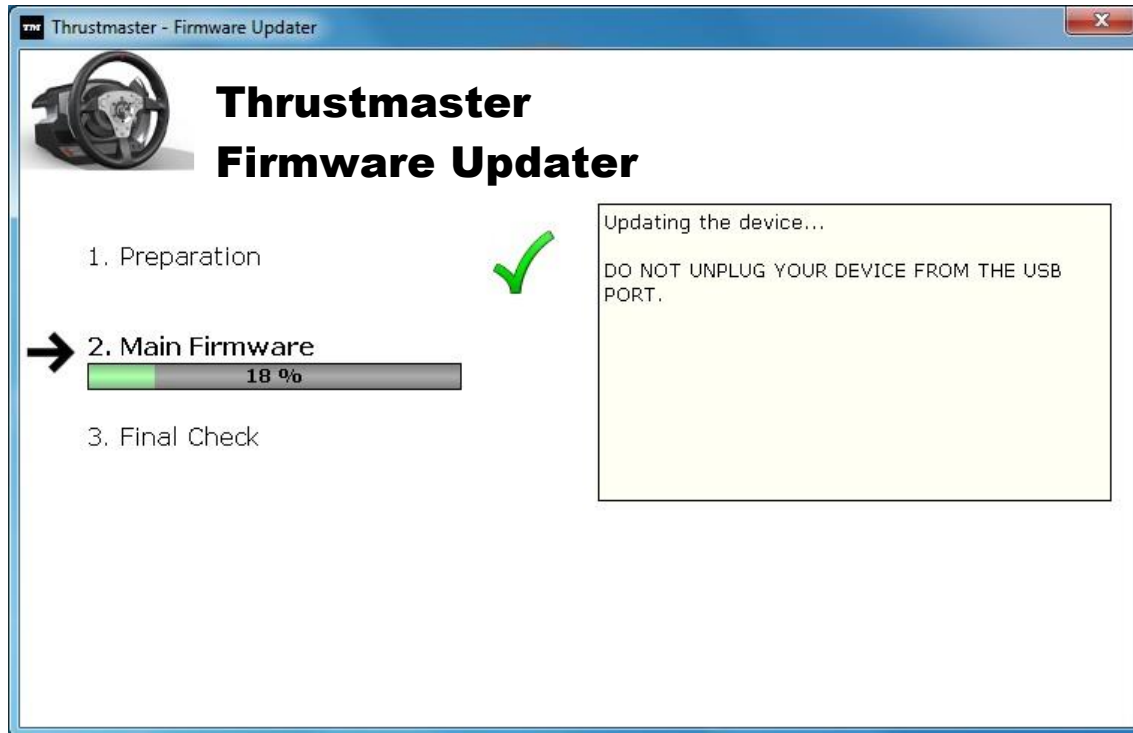 TM Thrustmaster - Firmware Updater
Thrustmaster
Firmware Updater
1. Preparation
2. Main Firmware
18 %
3. Final Check
Updating the device...
DO NOT UNPLUG YOUR DEVICE FROM THE USB
PORT.